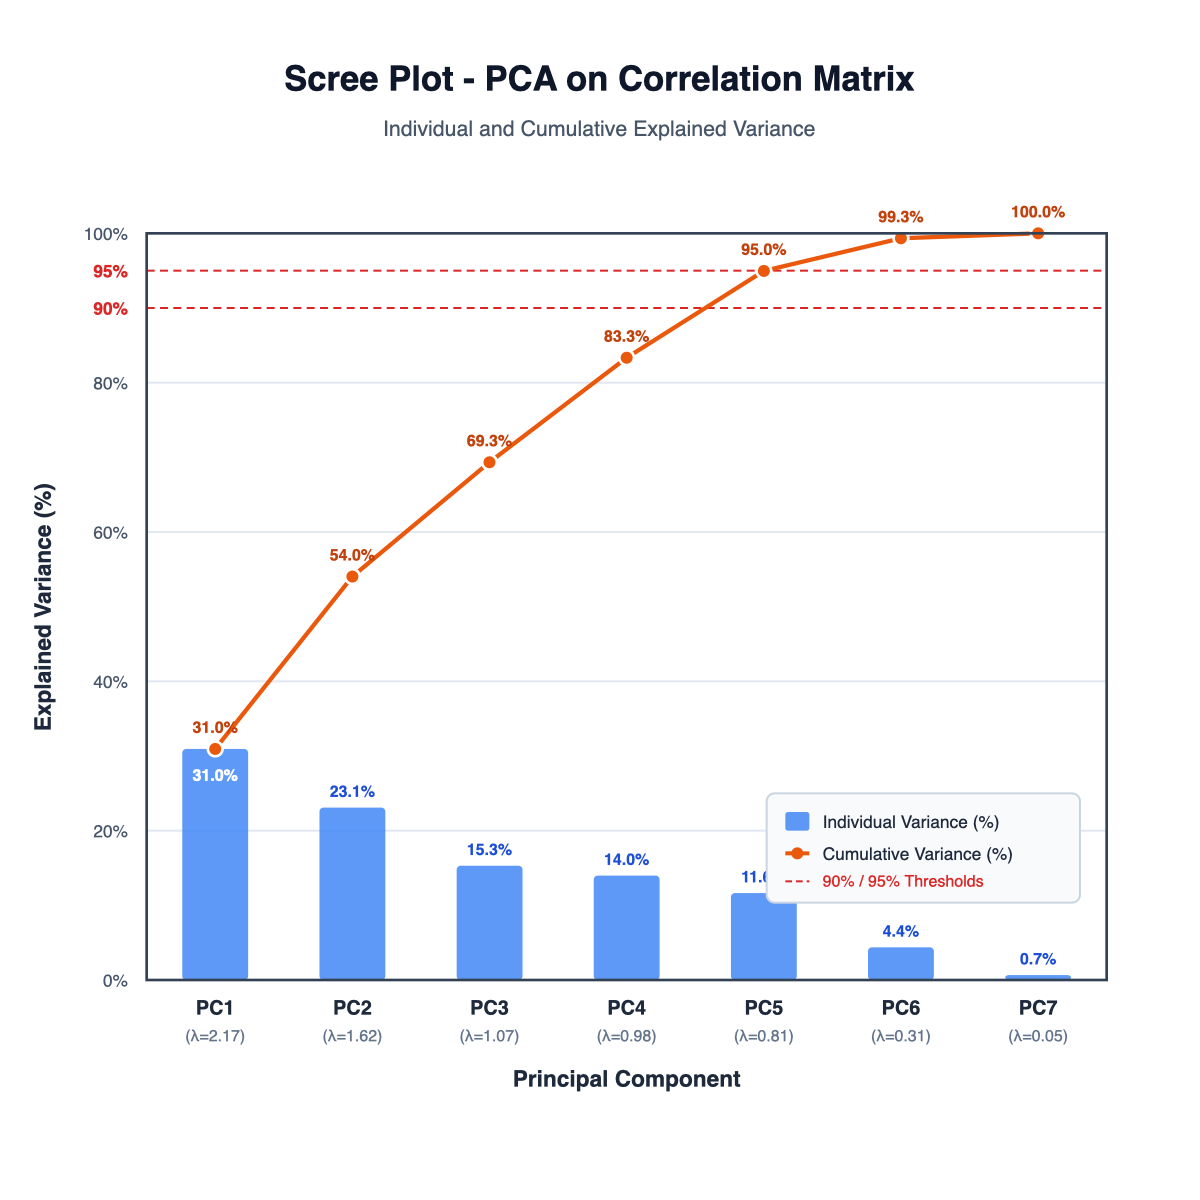 Scree Plot - PCA on Correlation Matrix
Individual and Cumulative Explained Variance
Explained Variance (%)
100%
95%
90%
80%
60%
40%
20%
0%
31.0%
54.0%
69.3%
83.3%
95.0%
99.3%
100.0%
31.0%
23.1%
15.3%
14.0%
4.4%
0.7%
Individual Variance (%)
Cumulative Variance (%)
90% / 95% Thresholds
PC1 PC2 PC3 PC4 PC5 PC6 PC7
(λ=2.17) (λ=1.62) (λ=1.07) (λ=0.98) (λ=0.81) (λ=0.31) (λ=0.05)
Principal Component